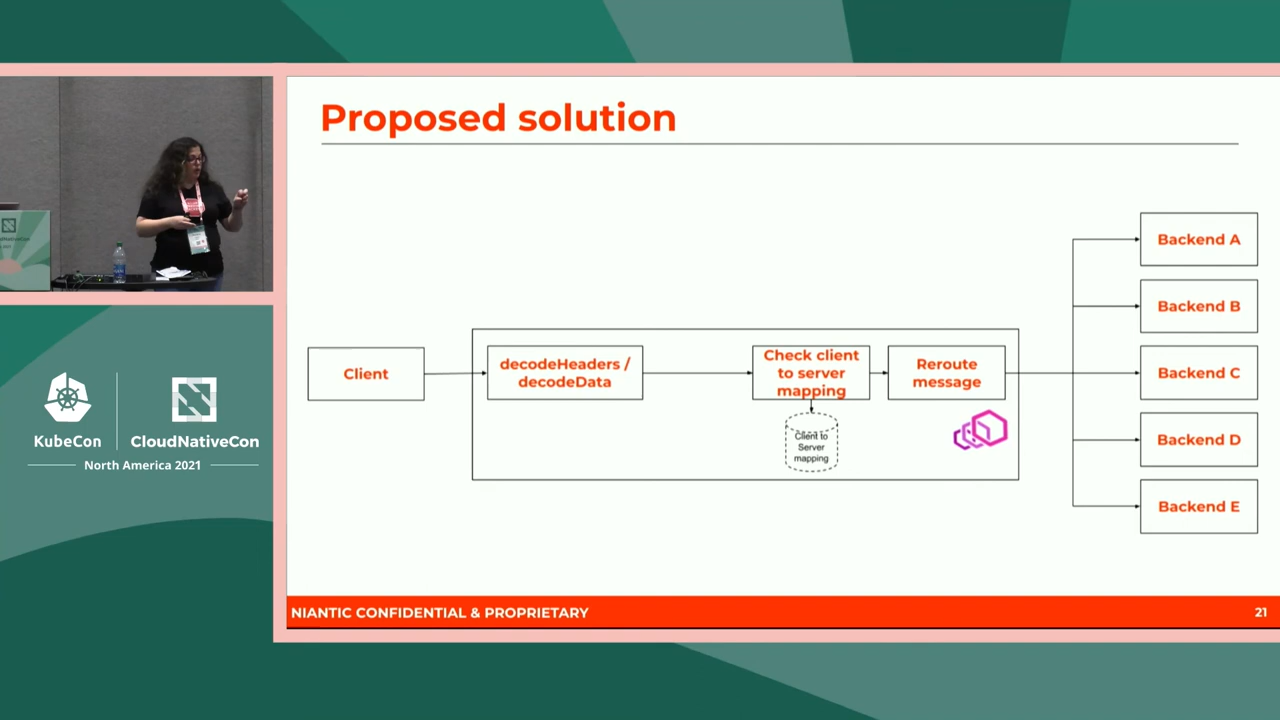 Proposed solution
Client
decodeHeaders /
decodeData
Check client
to server
mapping
Client to
Server
mapping
Reroute
message
Backend A
Backend B
Backend C
Backend D
Backend E
NIANTIC CONFIDENTIAL & PROPRIETARY
21
KubeCon
CloudNativeCon
North America 2021